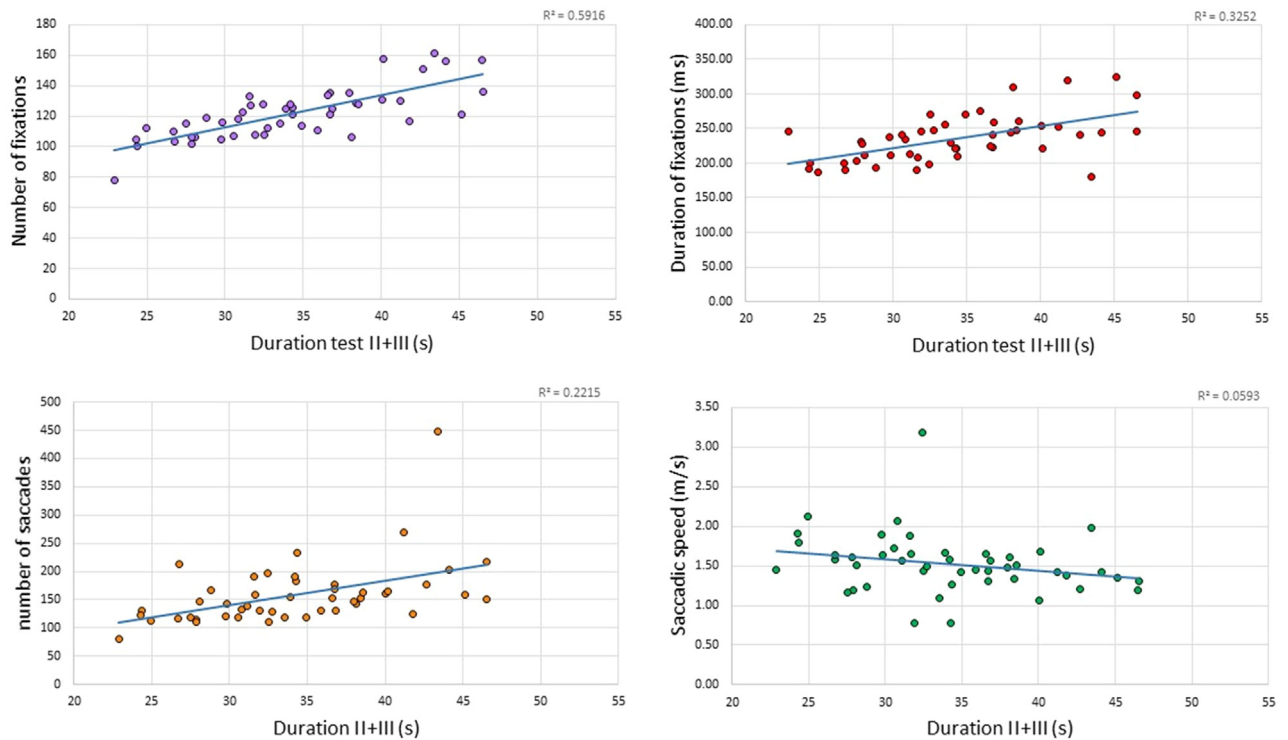 R² = 0.5916
Number of fixations
180
160
140
120
100
80
60
40
20
0
20 25 30 35 40 45 50 55
Duration test II+III (s)
R² = 0.3252
Duration of fixations (ms)
400.00
350.00
300.00
250.00
200.00
150.00
100.00
50.00
0.00
20 25 30 35 40 45 50 55
Duration test II+III (s)
R² = 0.2215
number of saccades
500
450
400
350
300
250
200
150
100
50
0
20 25 30 35 40 45 50 55
Duration II+III (s)
R² = 0.0593
Saccadic speed (m/s)
3.50
3.00
2.50
2.00
1.50
1.00
0.50
0.00
20 25 30 35 40 45 50 55
Duration II+III (s)